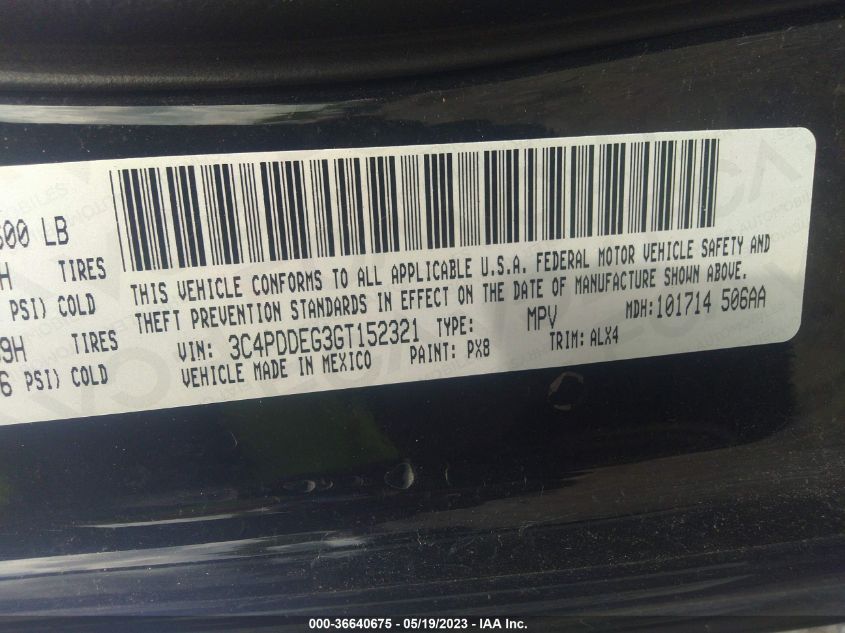 600 LB
H TIRES
PSI) COLD
9H TIRES
6 PSI) COLD
THIS VEHICLE CONFORMS TO ALL APPLICABLE U.S.A. FEDERAL MOTOR VEHICLE SAFETY AND
THEFT PREVENTION STANDARDS IN EFFECT ON THE DATE OF MANUFACTURE SHOWN ABOVE.
VIN: 3C4PDDEG3GT152321 TYPE: MPV MDH:101714 506AA
VEHICLE MADE IN MEXICO PAINT: PX8 TRIM: ALX4
000-36640675 - 05/19/2023 - IAA Inc.